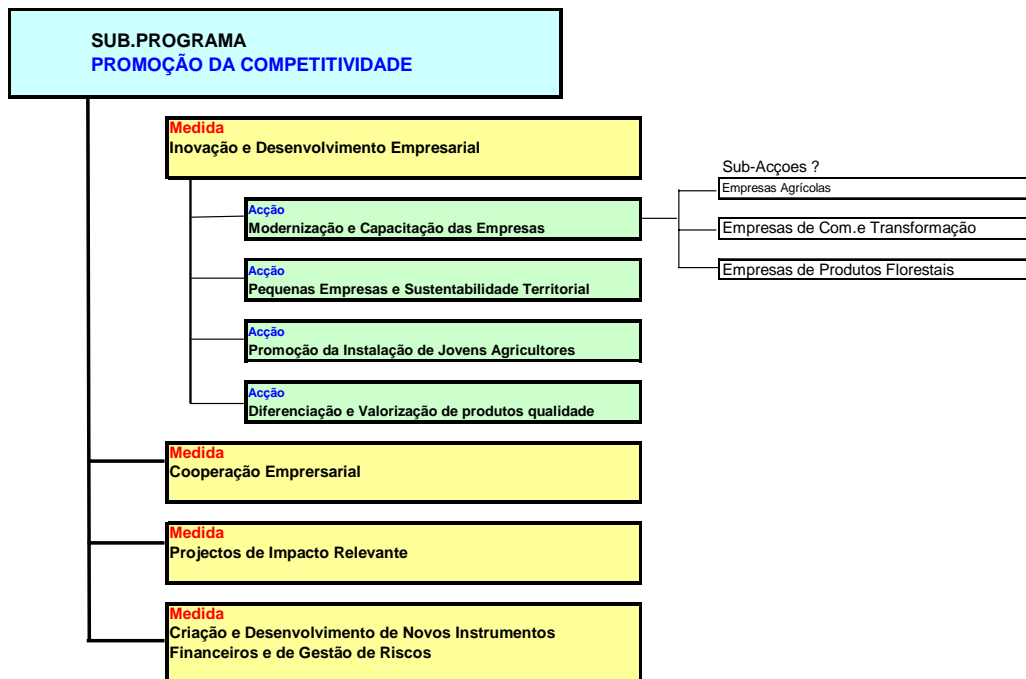 SUB.PROGRAMA
PROMOÇÃO DA COMPETITIVIDADE
Medida
Inovação e Desenvolvimento Empresarial
Acção
Modernização e Capacitação das Empresas
Sub-Acçoes ?
Empresas Agrícolas
Empresas de Com.e Transformação
Empresas de Produtos Florestais
Acção
Pequenas Empresas e Sustentabilidade Territorial
Acção
Promoção da Instalação de Jovens Agricultores
Acção
Diferenciação e Valorização de produtos qualidade
Medida
Cooperação Emprersarial
Medida
Projectos de Impacto Relevante
Medida
Criação e Desenvolvimento de Novos Instrumentos
Financeiros e de Gestão de Riscos